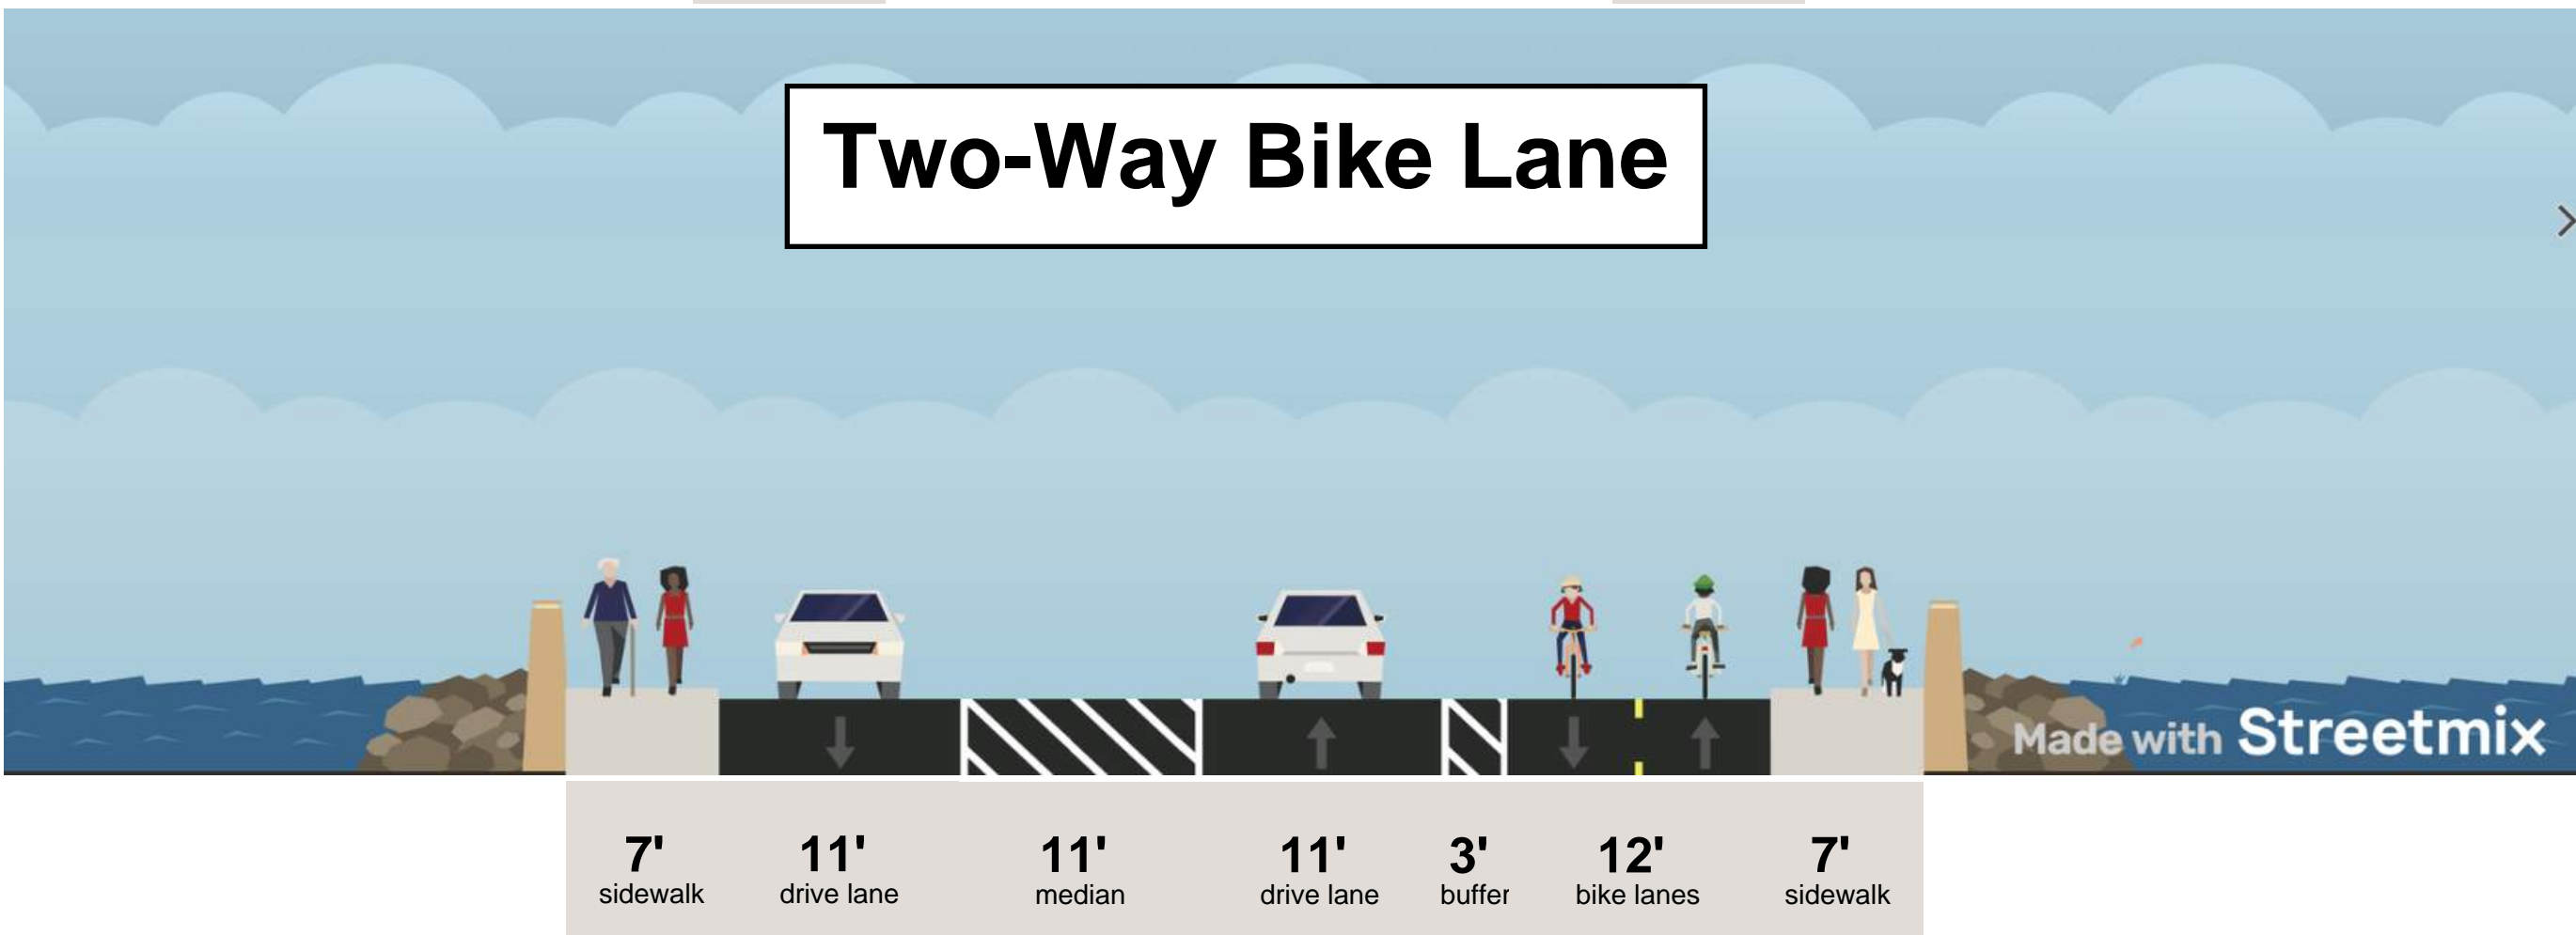 Two-Way Bike Lane
Made with Streetmix
7' 11' 11' 11' 3' 12' 7'
sidewalk drive lane median drive lane buffer bike lanes sidewalk